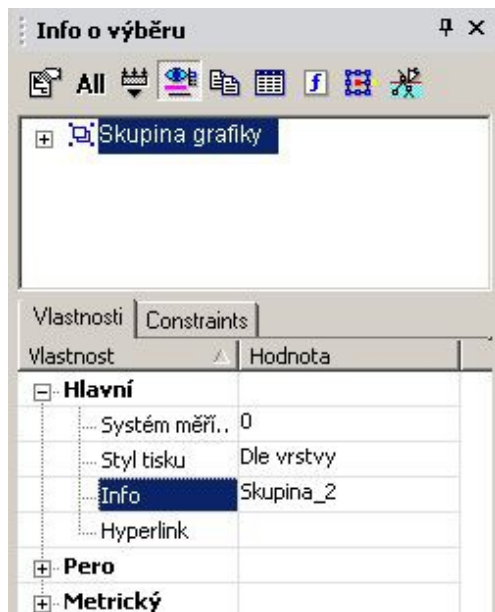 Info o výběru
All
Skupina grafiky
Vlastnosti Constraints
Vlastnost Hodnota
Hlavní
Systém měří.. 0
Styl tisku Dle vrstvy
Info Skupina_2
Hyperlink
Pero
Metrický